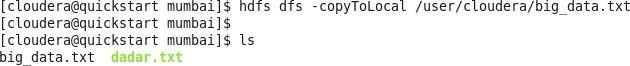 [cloudera@quickstart mumbai]$ hdfs dfs -copyToLocal /user/cloudera/big_data.txt
[cloudera@quickstart mumbai]$
[cloudera@quickstart mumbai]$ ls
big_data.txt  dadar.txt